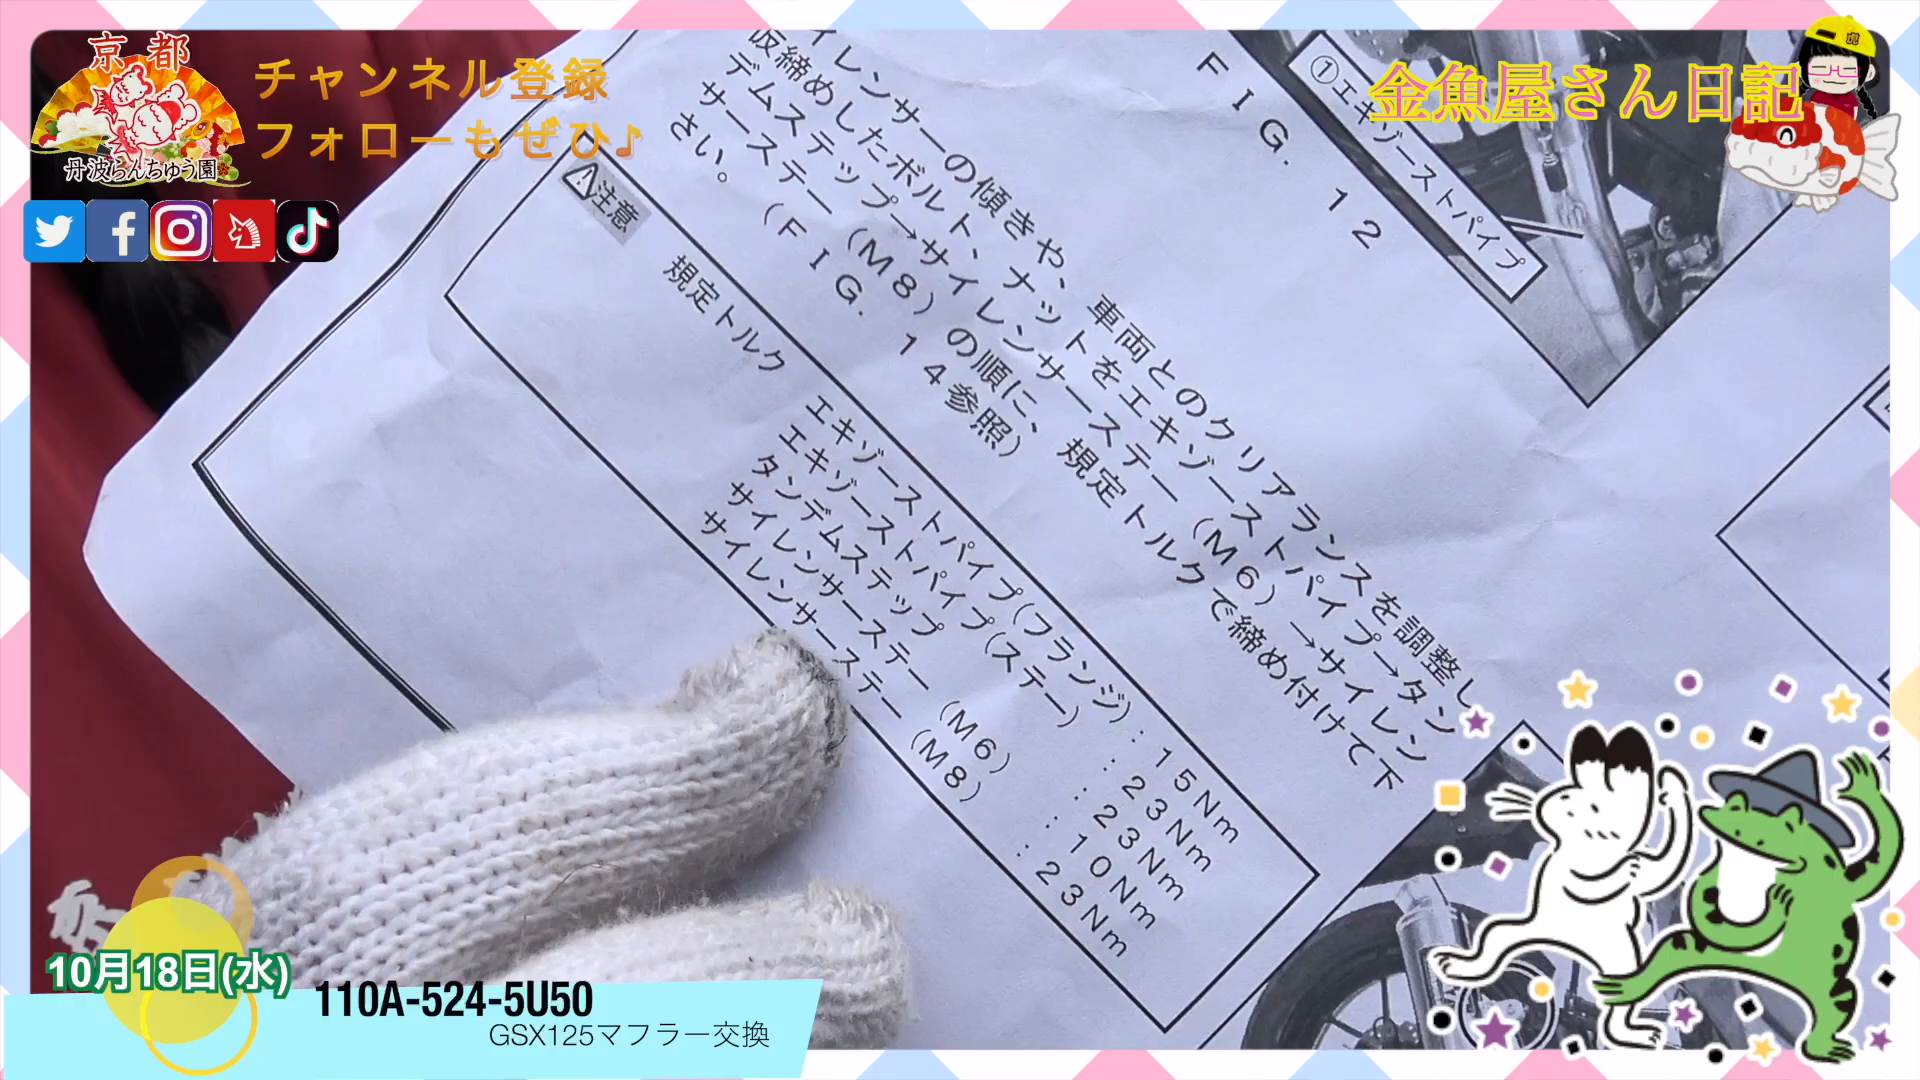 京都
丹波らんちゅう園
チャンネル登録
フォローもぜひ♪
金魚屋さん日記
①エキゾーストパイプ
FIG.12
イレンサーの傾きや、車両とのクリアランスを調整し、
仮締めしたボルト、ナットをエキゾーストパイプ→タン
デムステップ→サイレンサーステー(M6)→サイレン
サーステー(M8)の順に、規定トルクで締め付けて下
さい。(FIG.14参照)
⚠注意
規定トルク
エキゾーストパイプ(フランジ):15Nm
エキゾーストパイプ(ステー):23Nm
タンデムステップ:23Nm
サイレンサーステー(M6):10Nm
サイレンサーステー(M8):23Nm
10月18日(水)
110A-524-5U50
GSX125マフラー交換